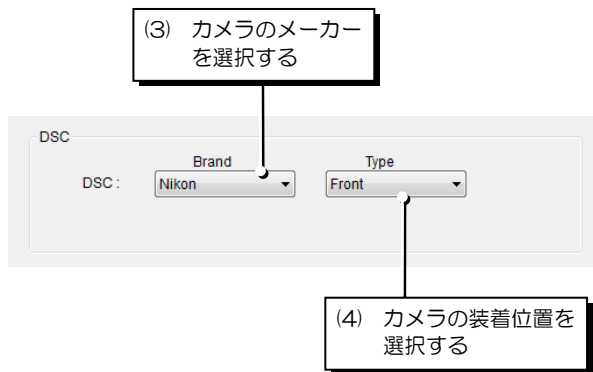 (3) カメラのメーカー
を選択する
DSC
Brand Type
DSC : Nikon Front
(4) カメラの装着位置を
選択する